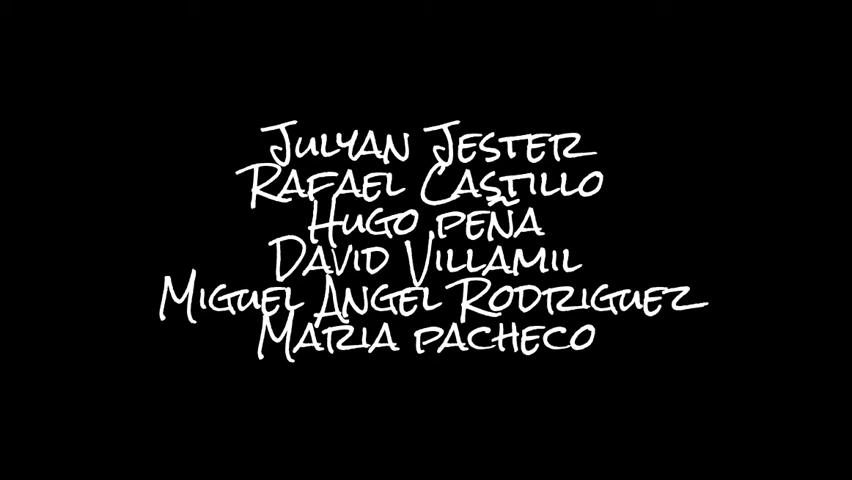 Julyan Jester
Rafael Castillo
Hugo peña
David Villamil
Miguel Angel Rodriguez
Maria pacheco